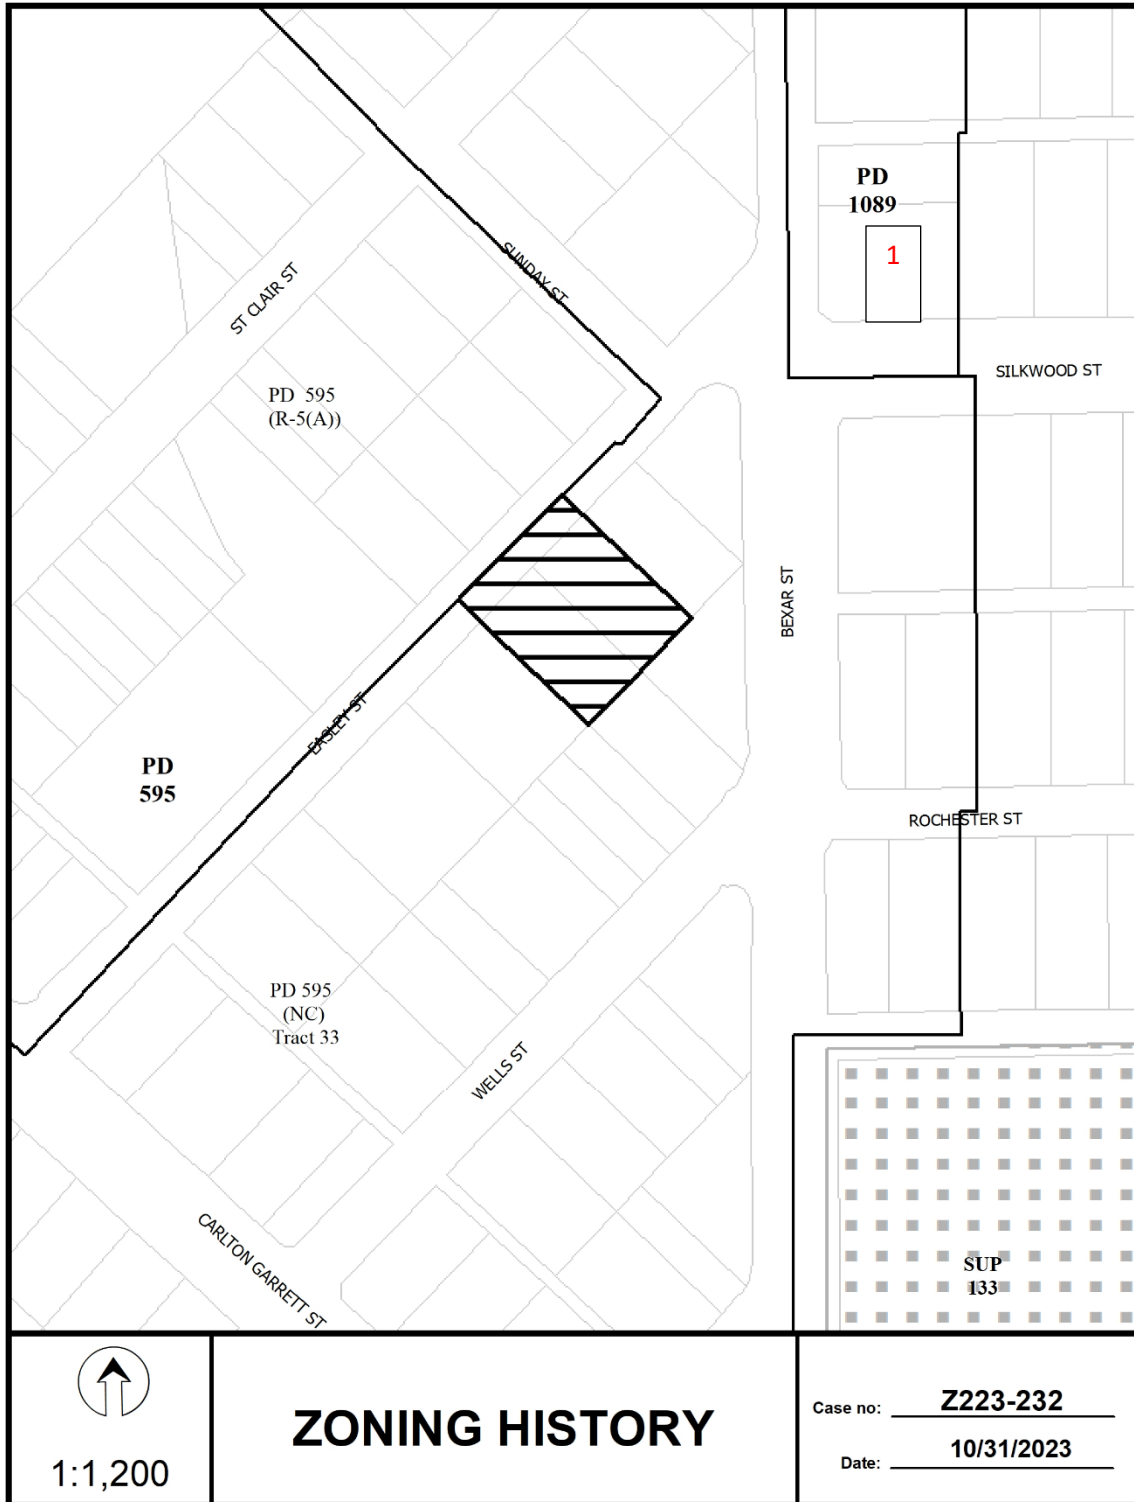 PD
1089
1
SUNDAY ST
ST CLAIR ST
SILKWOOD ST
PD 595
(R-5(A))
BEXAR ST
EASLEY ST
PD
595
ROCHESTER ST
PD 595
(NC)
Tract 33
WELLS ST
CARLTON GARRETT ST
SUP
133
1:1,200
ZONING HISTORY
Case no: Z223-232
Date: 10/31/2023